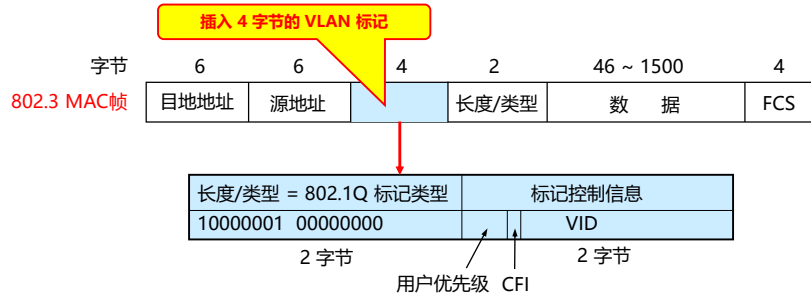 插入 4 字节的 VLAN 标记
字节 6 6 4 2 46 ~ 1500 4
802.3 MAC帧 目地地址 源地址 长度/类型 数 据 FCS
长度/类型 = 802.1Q 标记类型 标记控制信息
10000001 00000000 VID
2 字节 2 字节
用户优先级 CFI